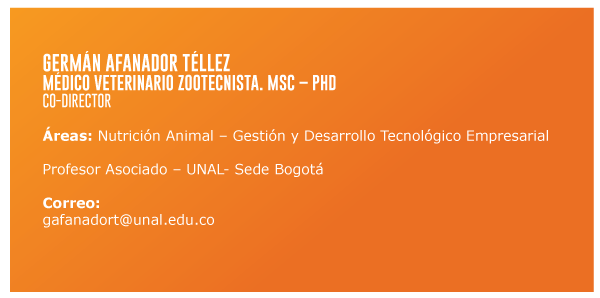 GERMÁN AFANADOR TÉLLEZ
MÉDICO VETERINARIO ZOOTECNISTA. MSC – PHD
CO-DIRECTOR
Áreas: Nutrición Animal – Gestión y Desarrollo Tecnológico Empresarial
Profesor Asociado – UNAL- Sede Bogotá
Correo:
gafanadort@unal.edu.co